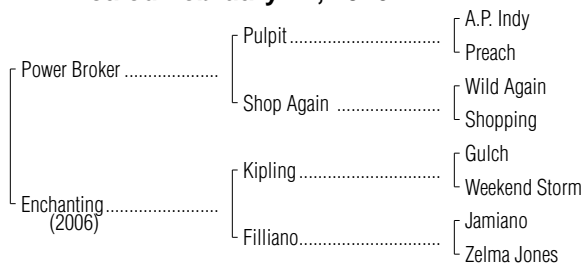 Pulpit
A.P. Indy
Preach
Power Broker
Shop Again
Wild Again
Shopping
Enchanting
(2006)
Kipling
Gulch
Weekend Storm
Filliano
Jamiano
Zelma Jones